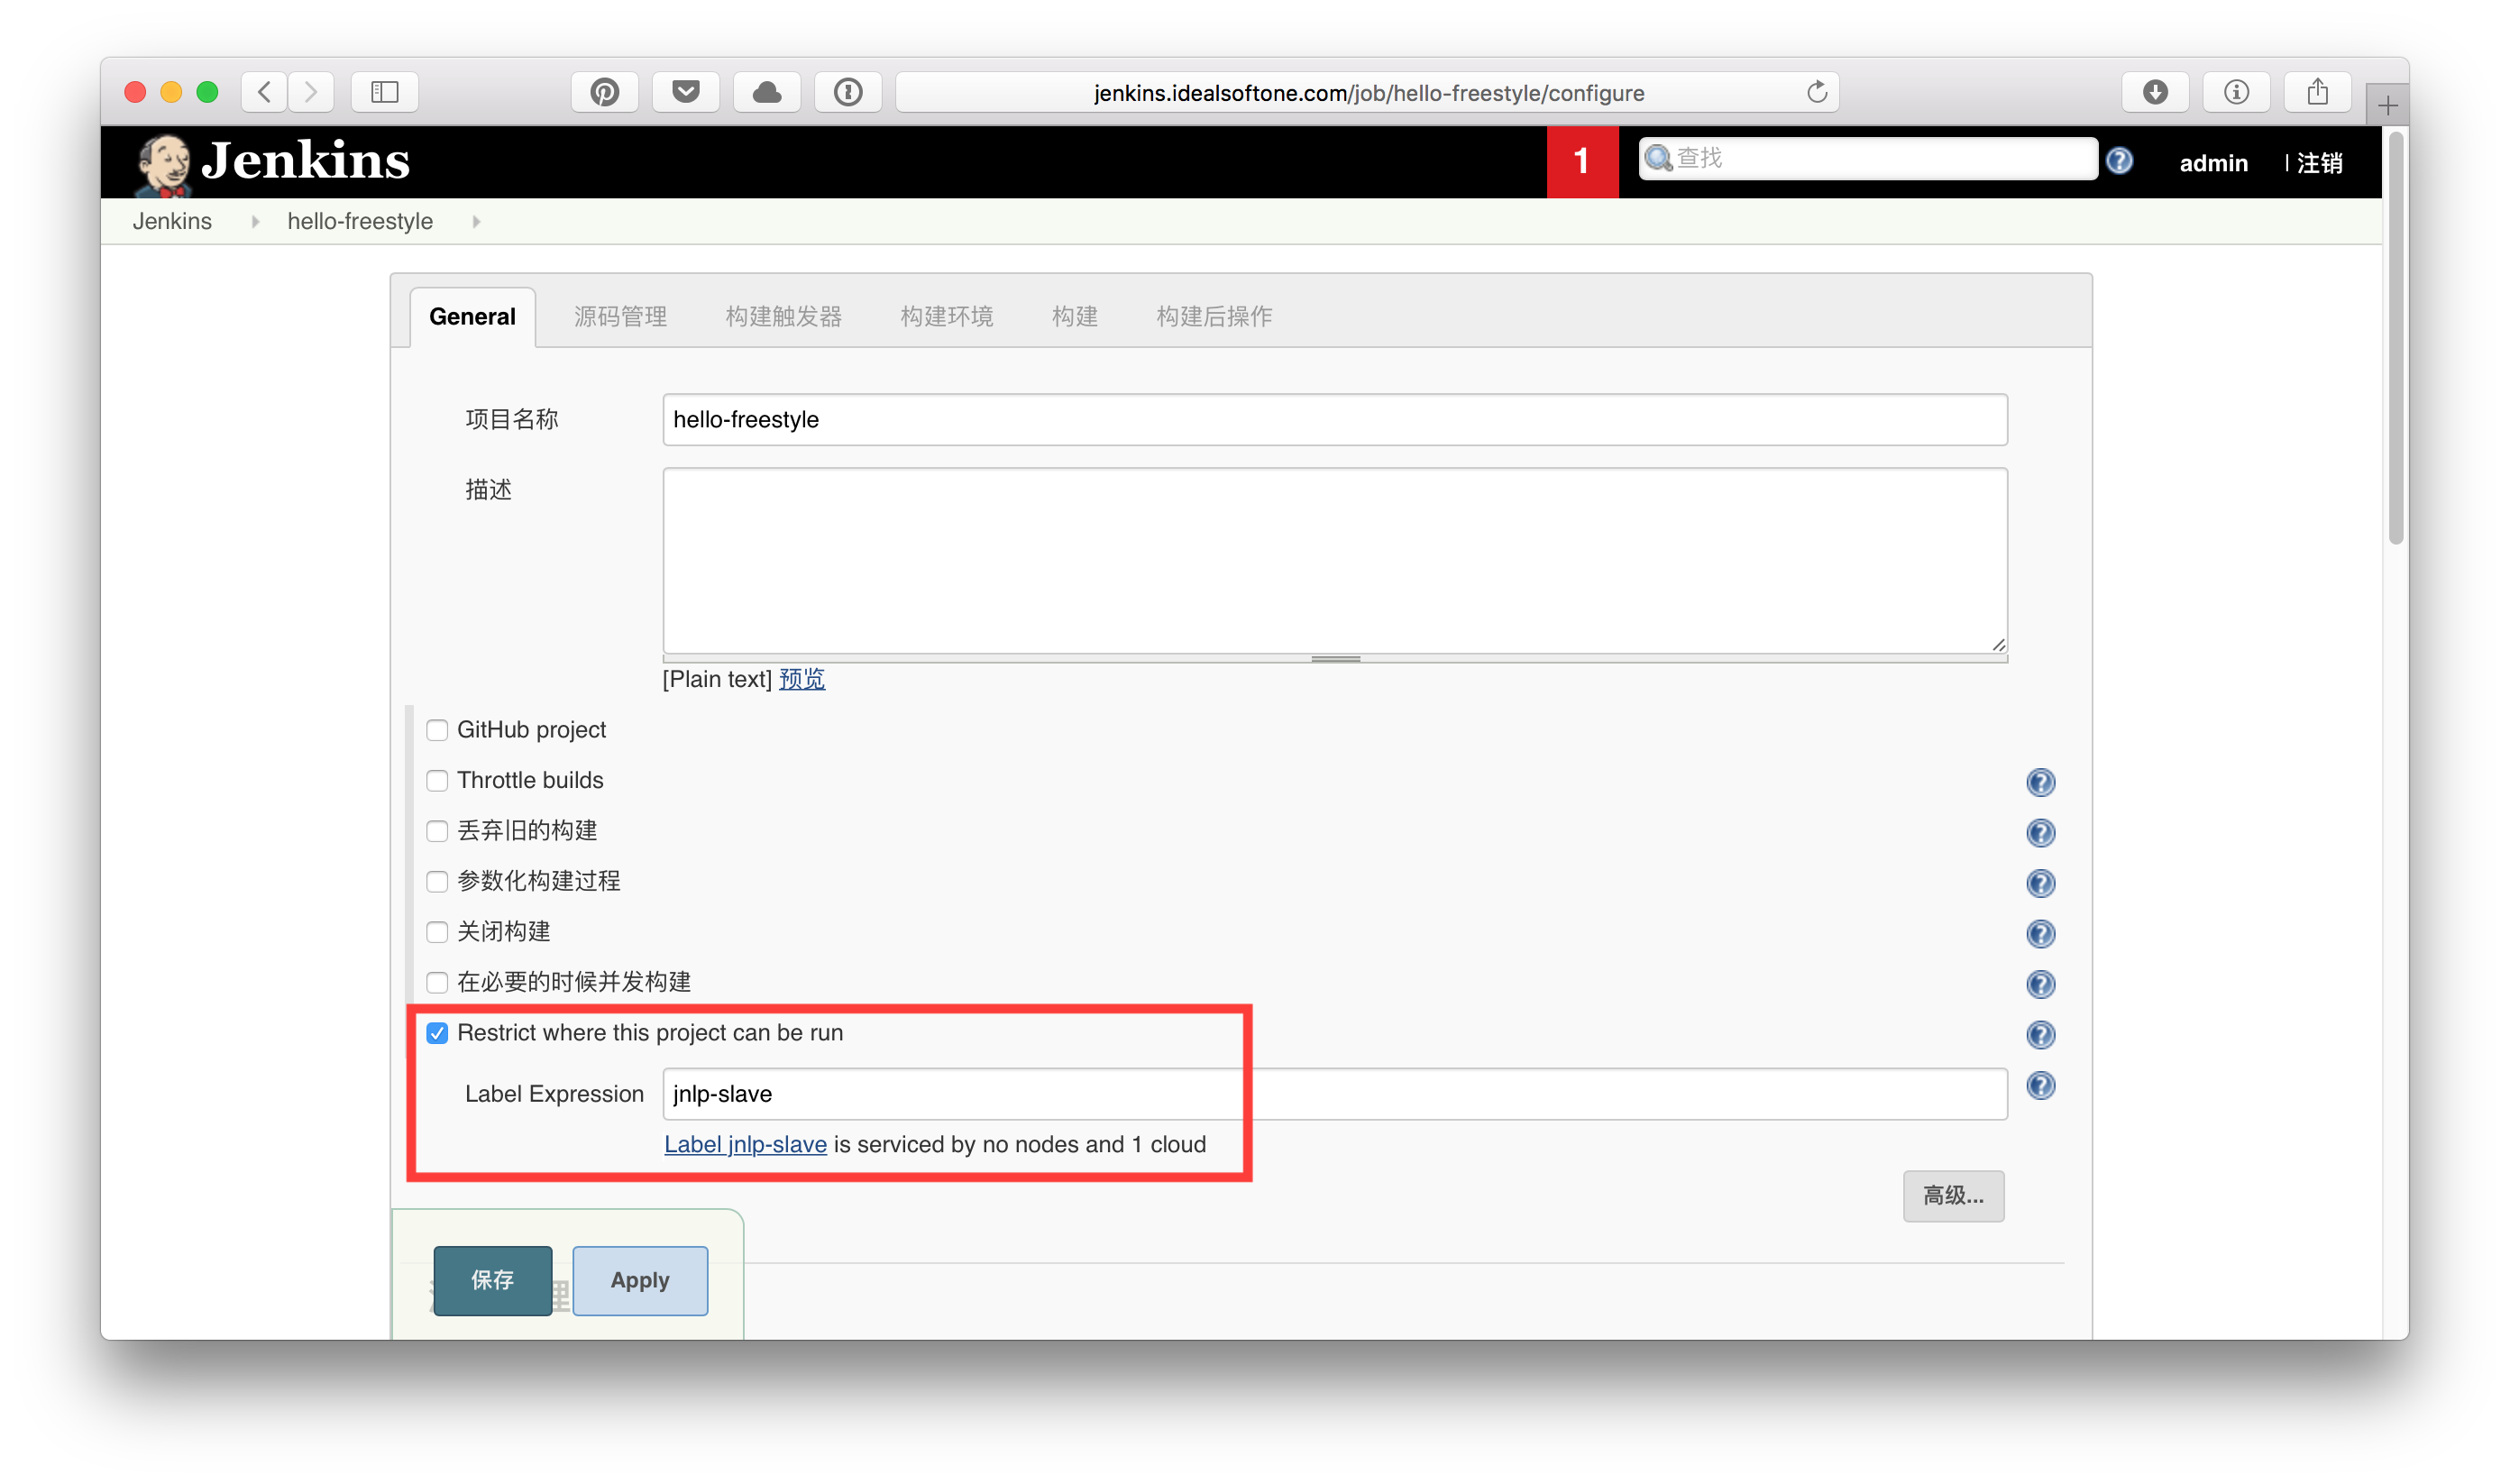 jenkins.idealsoftone.com/job/hello-freestyle/configure
Jenkins
1
查找
admin
注销
Jenkins
hello-freestyle
General
源码管理
构建触发器
构建环境
构建
构建后操作
项目名称
hello-freestyle
描述
[Plain text] 预览
GitHub project
Throttle builds
丢弃旧的构建
参数化构建过程
关闭构建
在必要的时候并发构建
Restrict where this project can be run
Label Expression
jnlp-slave
Label jnlp-slave is serviced by no nodes and 1 cloud
高级...
保存
Apply
理